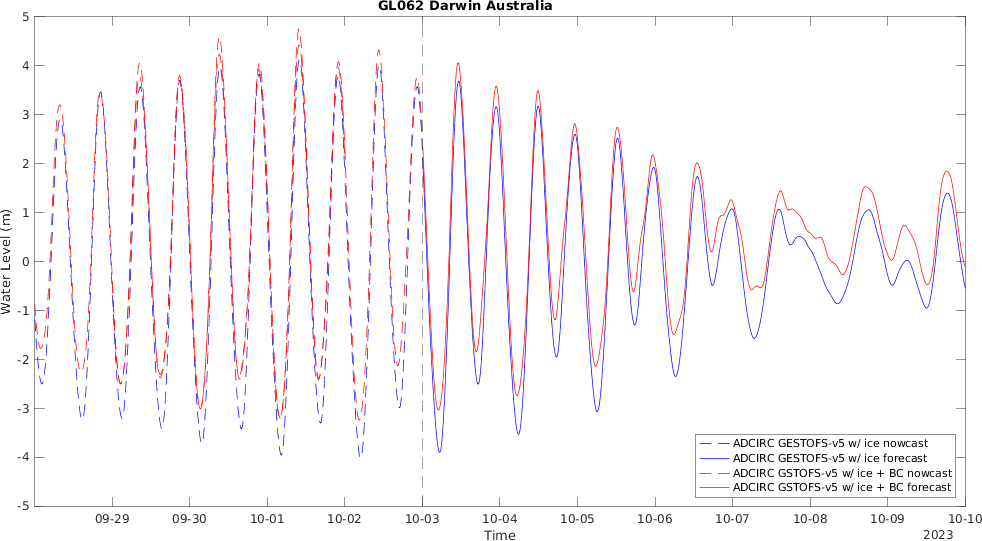 GL062 Darwin Australia
5
4
3
2
1
0
-1
-2
-3
-4
-5
Water Level (m)
ADCIRC GESTOFS-v5 w/ ice nowcast
ADCIRC GESTOFS-v5 w/ ice forecast
ADCIRC GSTOFS-v5 w/ ice + BC nowcast
ADCIRC GSTOFS-v5 w/ ice + BC forecast
09-29 09-30 10-01 10-02 10-03 10-04 10-05 10-06 10-07 10-08 10-09 10-10
Time
2023